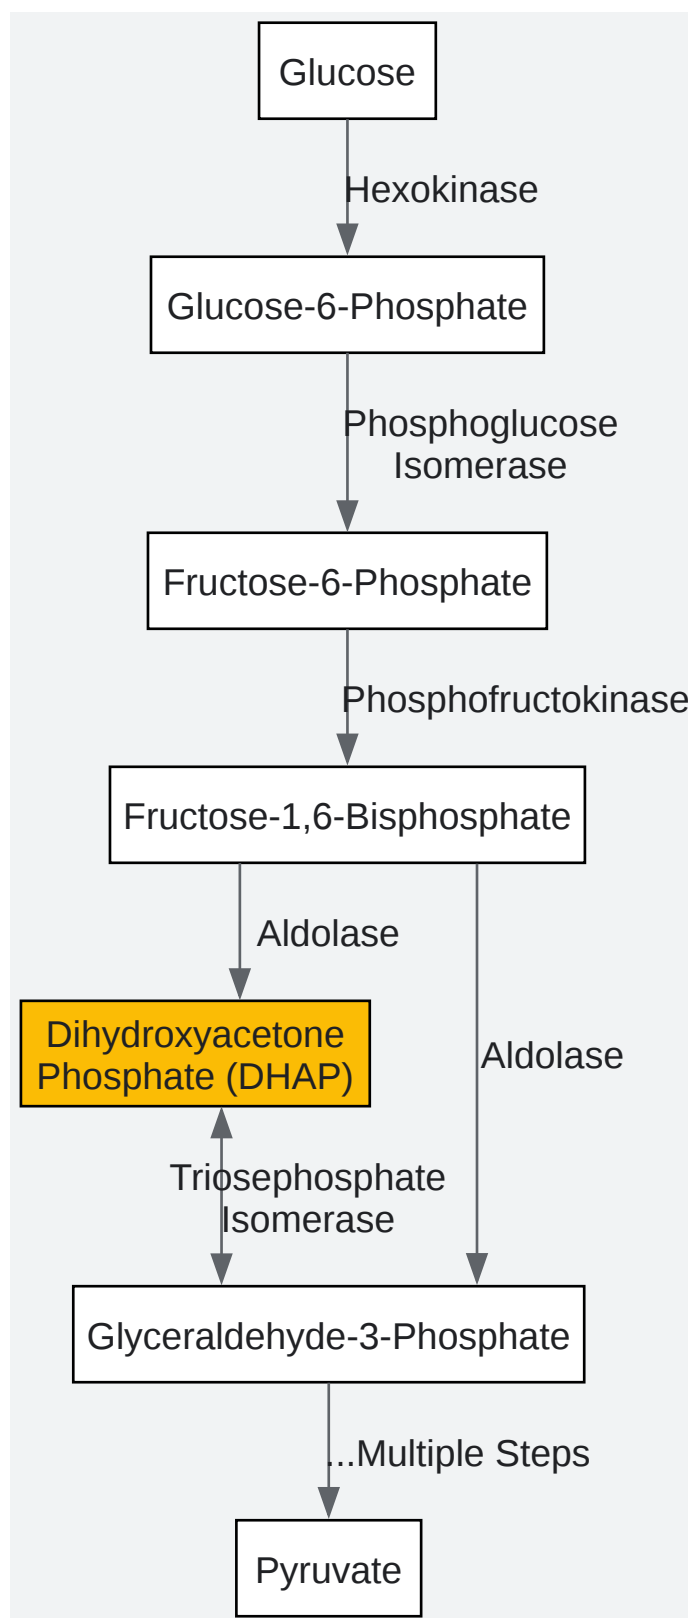 Glucose
Hexokinase
Glucose-6-Phosphate
Phosphoglucose
Isomerase
Fructose-6-Phosphate
Phosphofructokinase
Fructose-1,6-Bisphosphate
Aldolase
Dihydroxyacetone
Phosphate (DHAP)
Aldolase
Triosephosphate
Isomerase
Glyceraldehyde-3-Phosphate
...Multiple Steps
Pyruvate